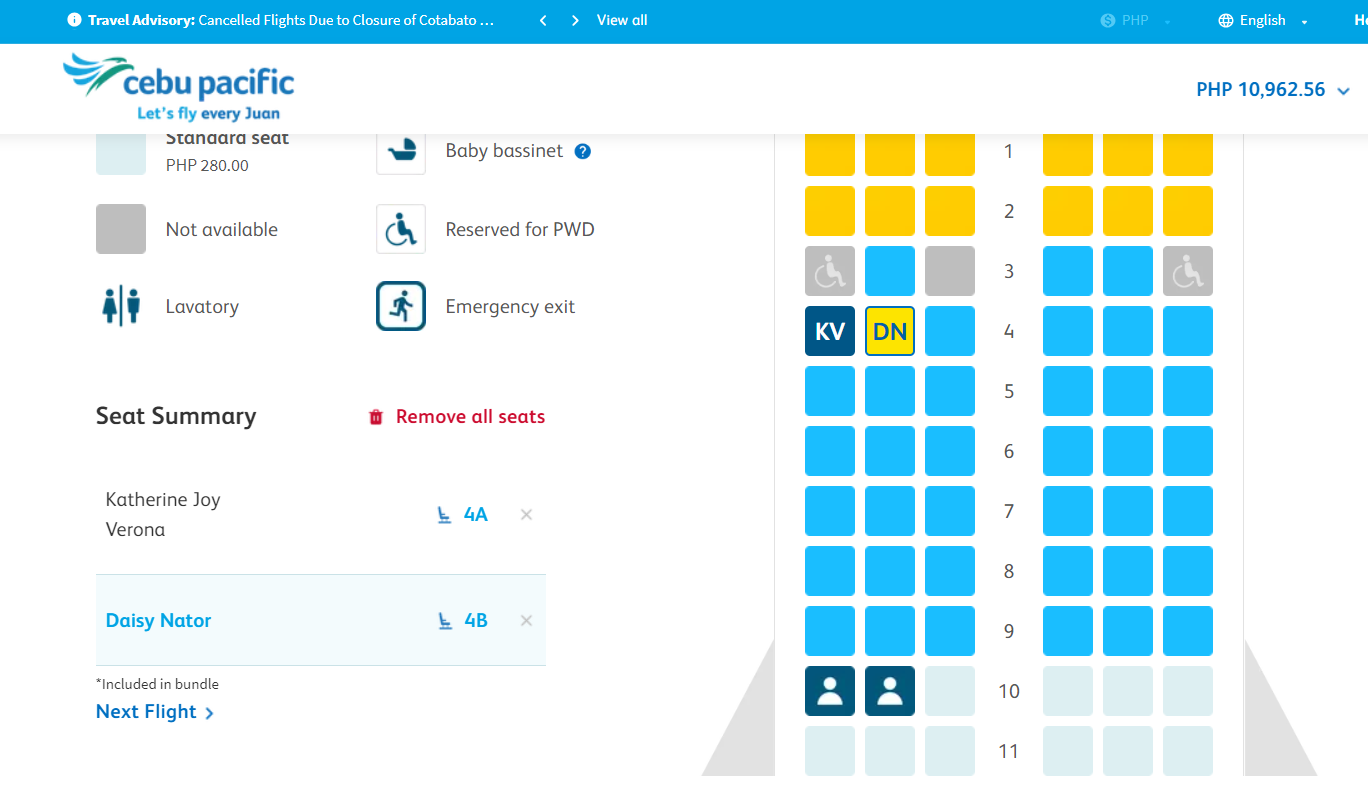 Travel Advisory: Cancelled Flights Due to Closure of Cotabato ...
View all
PHP
English
He
cebu pacific
Let's fly every Juan
PHP 10,962.56
Standard seat
PHP 280.00
Baby bassinet ?
Not available
Reserved for PWD
Lavatory
Emergency exit
Seat Summary
Remove all seats
Katherine Joy
Verona
4A
Daisy Nator
4B
*Included in bundle
Next Flight
1
2
3
KV DN 4
5
6
7
8
9
10
11